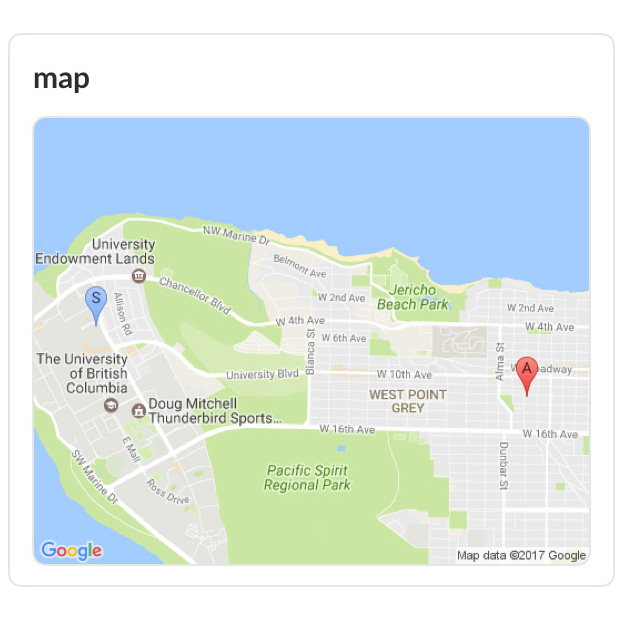 map
NW Marine Dr
University
Endowment Lands
Belmont Ave
Jericho
Beach Park
Chancellor Blvd
S
Allison Rd
W 2nd Ave
W 2nd Ave
W 4th Ave
W 4th Ave
Blanca St
W 6th Ave
Alma St
The University
of British
Columbia
University Blvd
W 10th Ave
A
WEST POINT
GREY
Doug Mitchell
Thunderbird Sports...
W 16th Ave
W 16th Ave
E Mall
Dunbar St
SW Marine Dr
Ross Drive
Pacific Spirit
Regional Park
Google
Map data ©2017 Google